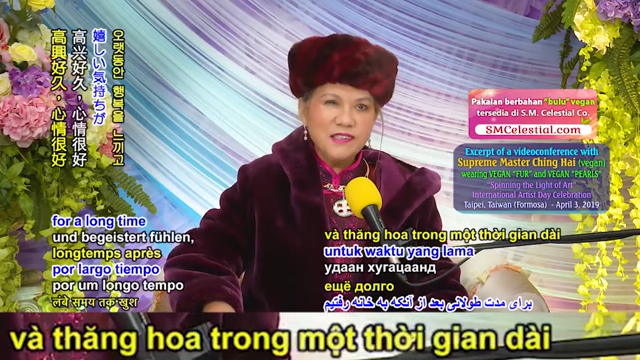 오랫동안 행복을 느끼고
嬉しい気持ちが
高兴好久，心情很好
高興好久，心情很好
Pakaian berbahan "bulu" vegan
tersedia di S.M. Celestial Co.
SMCelestial.com
Excerpt of a videoconference with
Supreme Master Ching Hai (vegan)
wearing VEGAN "FUR" and VEGAN "PEARLS"
"Spinning the Light of Art"
International Artist Day Celebration
Taipei, Taiwan (Formosa) - April 3, 2019
for a long time
und begeistert fühlen,
longtemps après
por largo tiempo
por um longo tempo
लंबे समय तक खुश
và thăng hoa trong một thời gian dài
untuk waktu yang lama
удаан хугацаанд
ещё долго
برای مدت طولانی بعد از آنکه به خانه رفتیم
và thăng hoa trong một thời gian dài